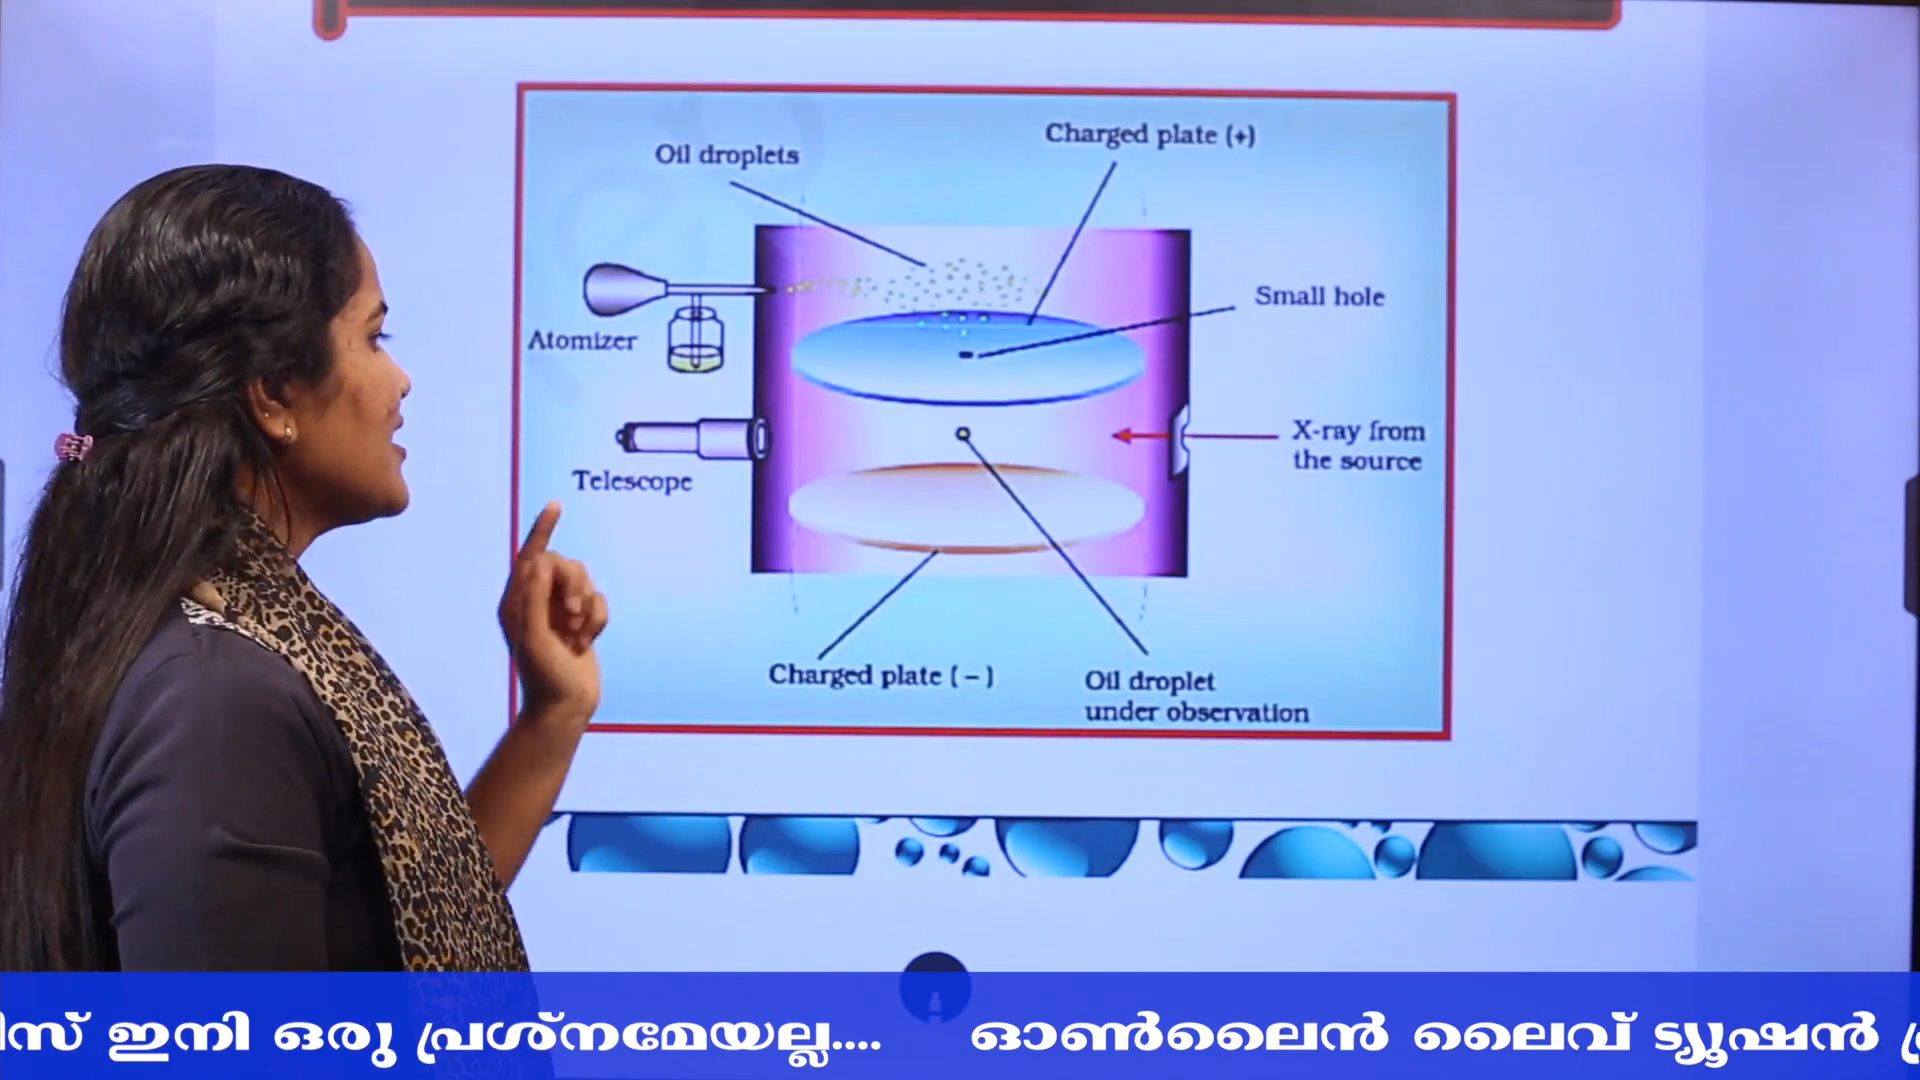 Oil droplets
Charged plate (+)
Small hole
Atomizer
X-ray from
the source
Telescope
Charged plate (-)
Oil droplet
under observation
ഇനി ഒരു പ്രശ്നമേയല്ല.... ഓൺലൈൻ ലൈവ് ട്യൂഷൻ